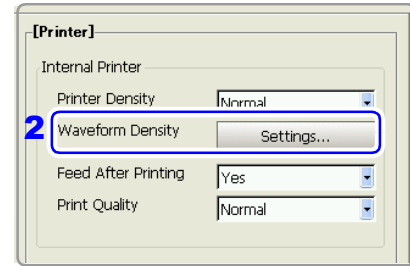 [Printer]
Internal Printer
Printer Density Normal
2 Waveform Density Settings...
Feed After Printing Yes
Print Quality Normal